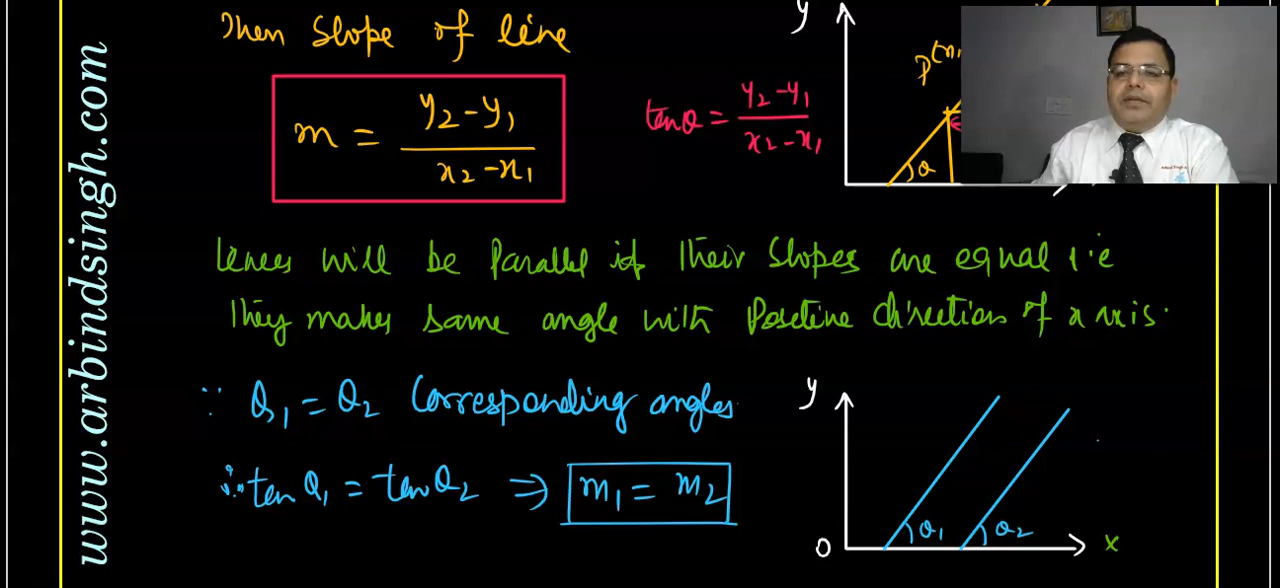 www.arbindsingh.com
Then Slope of line
m = y₂-y₁ / x₂-x₁
tanθ = y₂-y₁ / x₂-x₁
y
θ
Lines will be Parallel if Their Slopes are equal i.e
They makes same angle with Positive direction of x axis.
∵ θ₁ = θ₂ Corresponding angles
∴ tan θ₁ = tan θ₂ ⇒ m₁ = m₂
y
θ₁ θ₂
O x